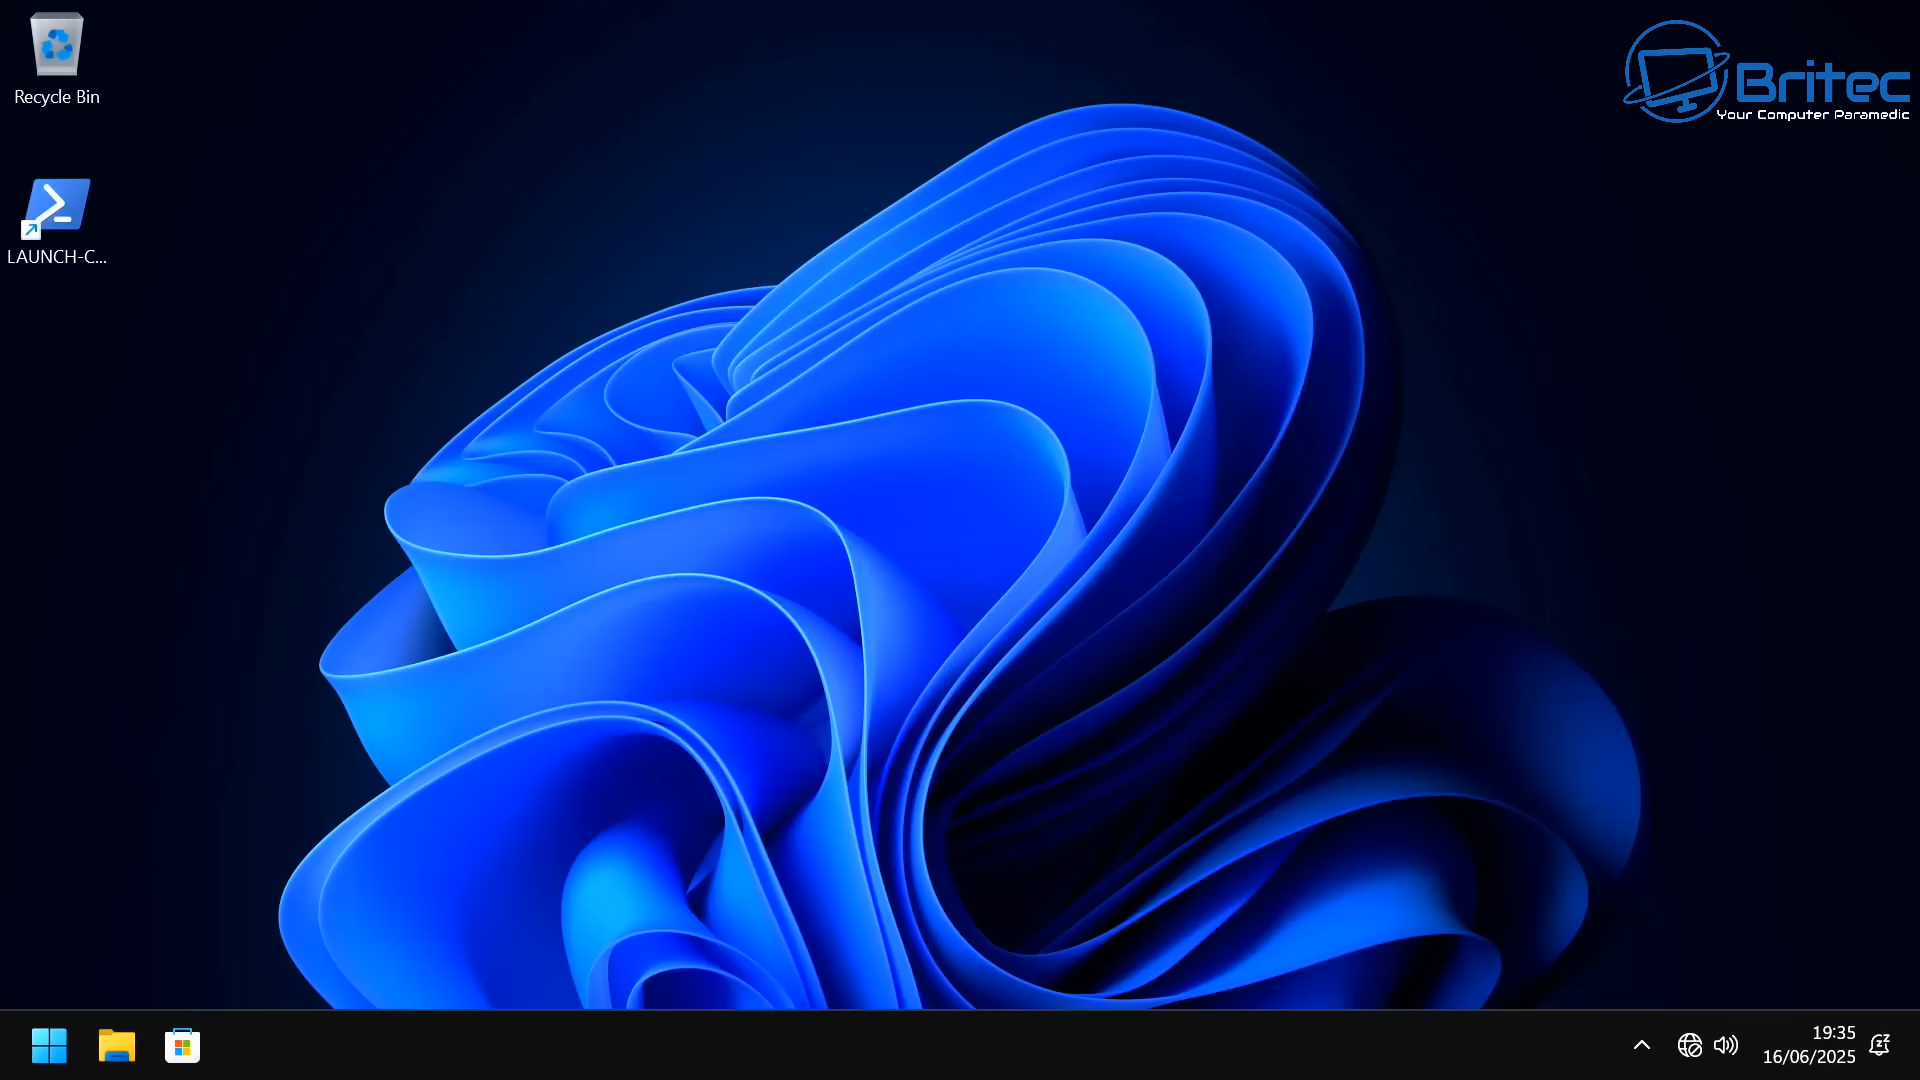 Recycle Bin
LAUNCH-C...
Britec
Your Computer Paramedic
19:35
16/06/2025